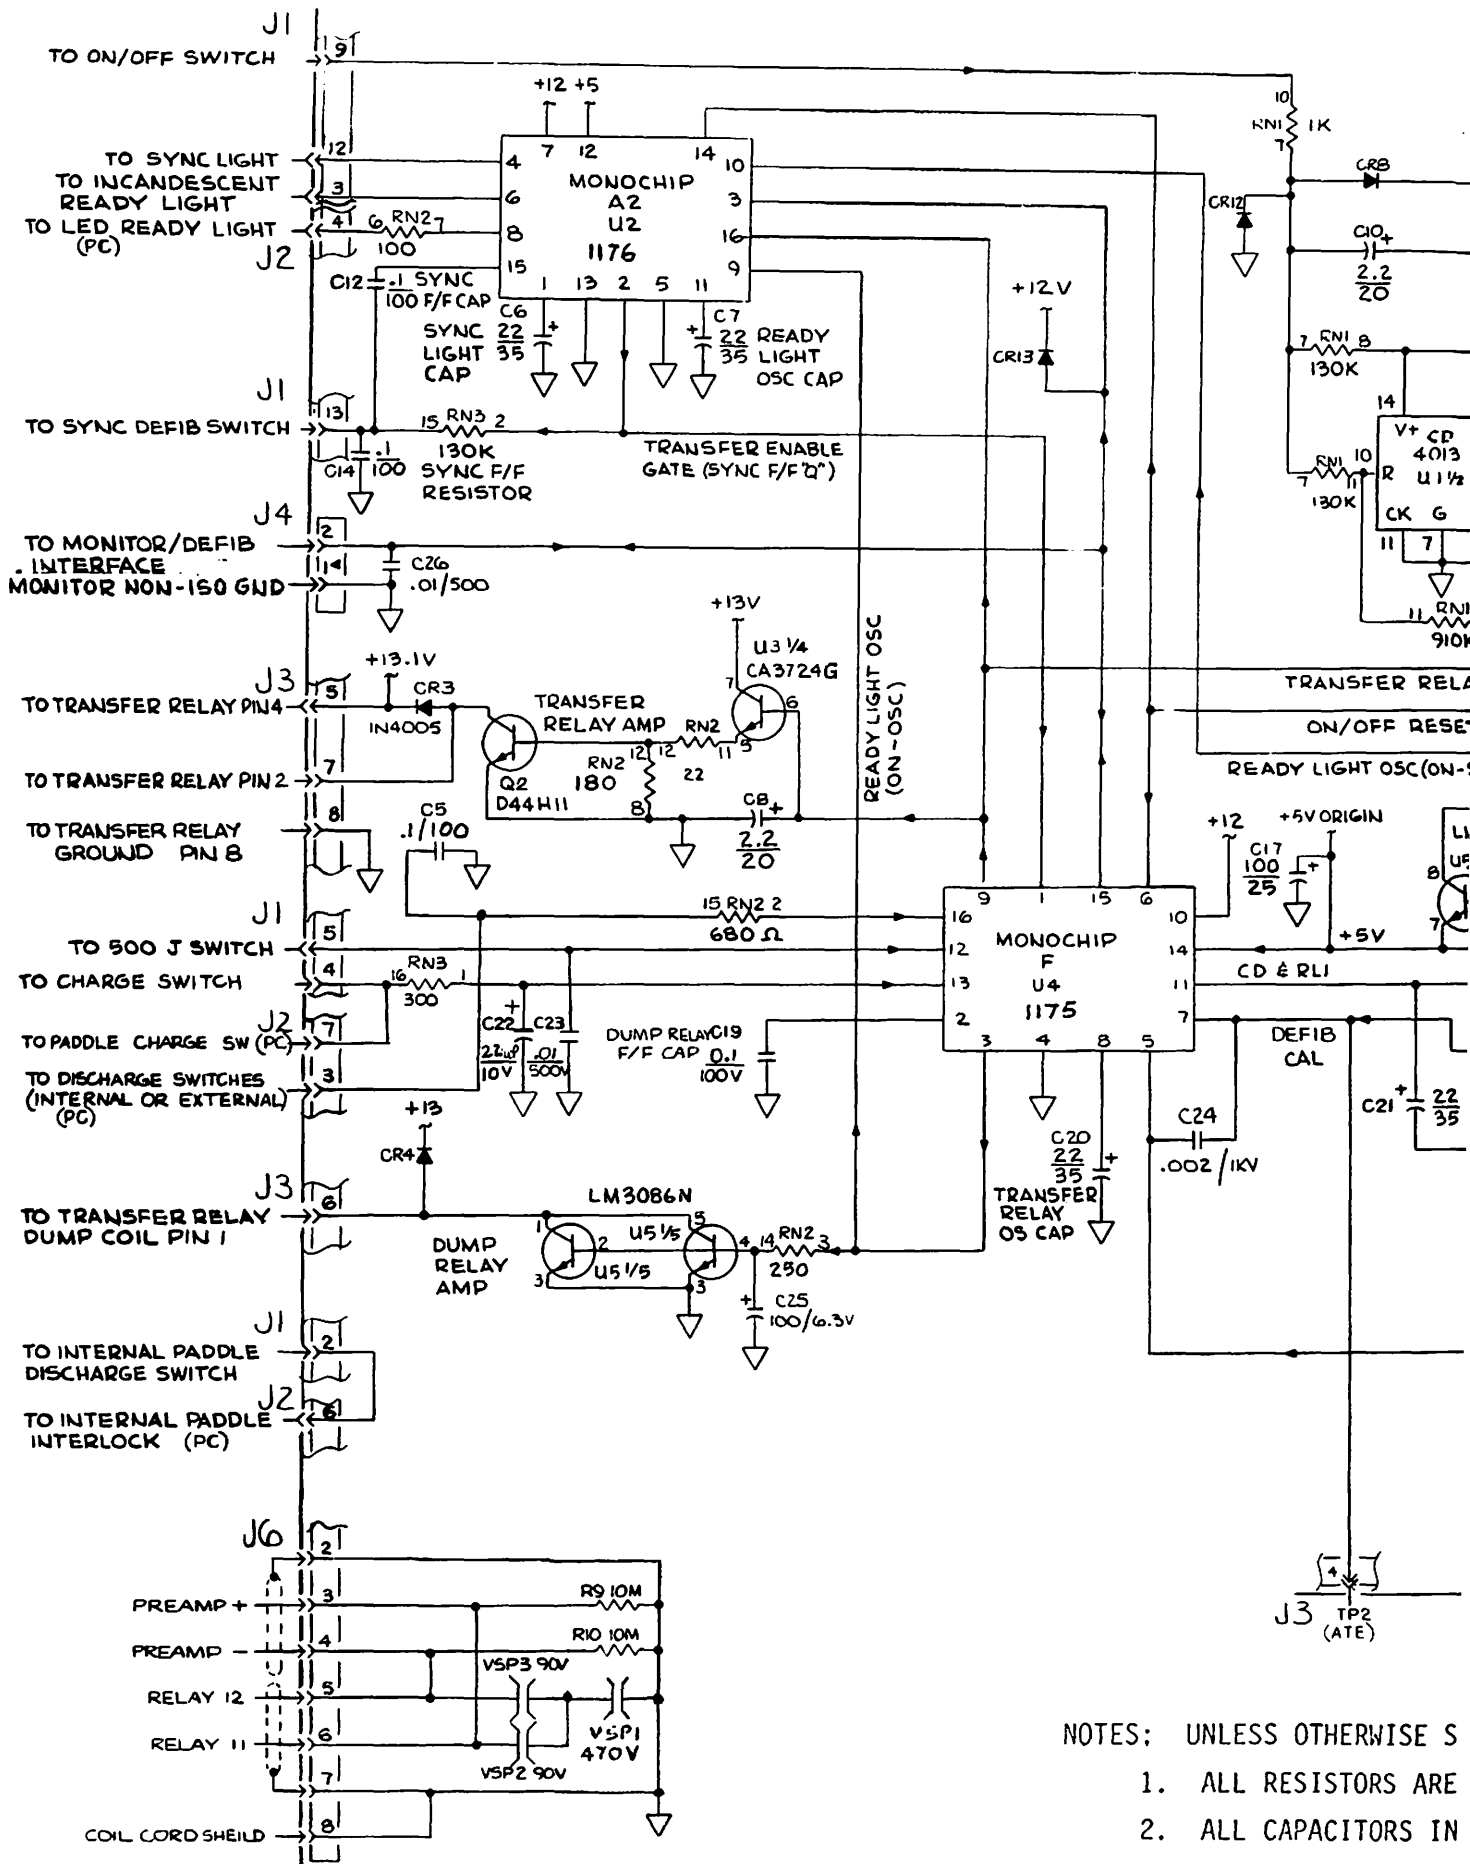 J1
TO ON/OFF SWITCH
9
+12 +5
7 12 14
4
6
8
15
10
3
16
9
MONOCHIP
A2
U2
1176
1 13 2 5 11
12
TO SYNC LIGHT
TO INCANDESCENT
READY LIGHT
3
TO LED READY LIGHT
(PC)
4
6 RN2 7
100
J2
C12 .1 SYNC
100 F/F CAP
C6
SYNC 22
LIGHT 35
CAP
C7
22 READY
35 LIGHT
OSC CAP
10
RN1 1K
7
CR8
CR12
C10
2.2
20
+12V
CR13
7 RN1 8
130K
14
V+ CD
4013
U1 1/2
RN1 10
7 11 R
130K
CK G
11 7
11 RN1
910K
J1
13
TO SYNC DEFIB SWITCH
15 RN3 2
130K
SYNC F/F
RESISTOR
C14 .1
100
TRANSFER ENABLE
GATE (SYNC F/F "Q")
J4
2
TO MONITOR/DEFIB
INTERFACE
1
MONITOR NON-ISO GND
C26
.01/500
+13V
U3 1/4
CA3724G
7
6
5
READY LIGHT OSC
(ON-OSC)
TRANSFER RELA
ON/OFF RESET
READY LIGHT OSC(ON-S
J3
5
TO TRANSFER RELAY PIN 4
+13.1V
CR3
1N4005
TRANSFER
RELAY AMP
RN2
12 12 11
22
RN2
180
8
Q2
D44H11
C8
2.2
20
7
TO TRANSFER RELAY PIN 2
8
TO TRANSFER RELAY
GROUND PIN 8
C5
.1/100
+12
+5V ORIGIN
C17
100
25
8
U5
7
J1
5
TO 500 J SWITCH
15 RN2 2
680 Ω
9 1 15 6
16
12
13
2
10
14
11
7
MONOCHIP
F
U4
1175
3 4 8 5
+5V
CD & RLI
DEFIB
CAL
4
TO CHARGE SWITCH
16 RN3 1
300
J2
7
TO PADDLE CHARGE SW (PC)
3
TO DISCHARGE SWITCHES
(INTERNAL OR EXTERNAL)
(PC)
C22
22uf
10V
C23
.01
500V
DUMP RELAY C19
F/F CAP 0.1
100V
C21 22
35
C24
.002/1KV
C20
22
35
TRANSFER
RELAY
OS CAP
+13
CR4
J3
6
TO TRANSFER RELAY
DUMP COIL PIN 1
LM3086N
1 2 3
U5 1/5
U5 1/5
5 4 3
DUMP
RELAY
AMP
14 RN2 3
250
C25
100/6.3V
J1
2
TO INTERNAL PADDLE
DISCHARGE SWITCH
J2
6
TO INTERNAL PADDLE
INTERLOCK (PC)
4
J3 TP2
(ATE)
J6
2
PREAMP + 3
R9 10M
PREAMP - 4
R10 10M
VSP3 90V
RELAY 12 5
VSP1
470V
RELAY 11 6
VSP2 90V
7
COIL CORD SHEILD 8
NOTES: UNLESS OTHERWISE S
1. ALL RESISTORS ARE
2. ALL CAPACITORS IN